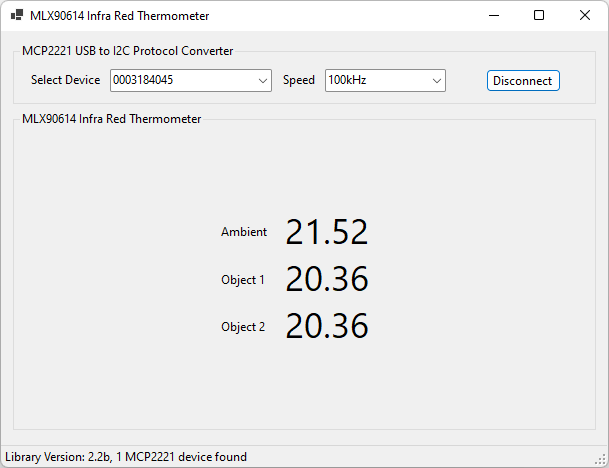 MLX90614 Infra Red Thermometer
MCP2221 USB to I2C Protocol Converter
Select Device 0003184045 Speed 100kHz Disconnect
MLX90614 Infra Red Thermometer
Ambient 21.52
Object 1 20.36
Object 2 20.36
Library Version: 2.2b, 1 MCP2221 device found